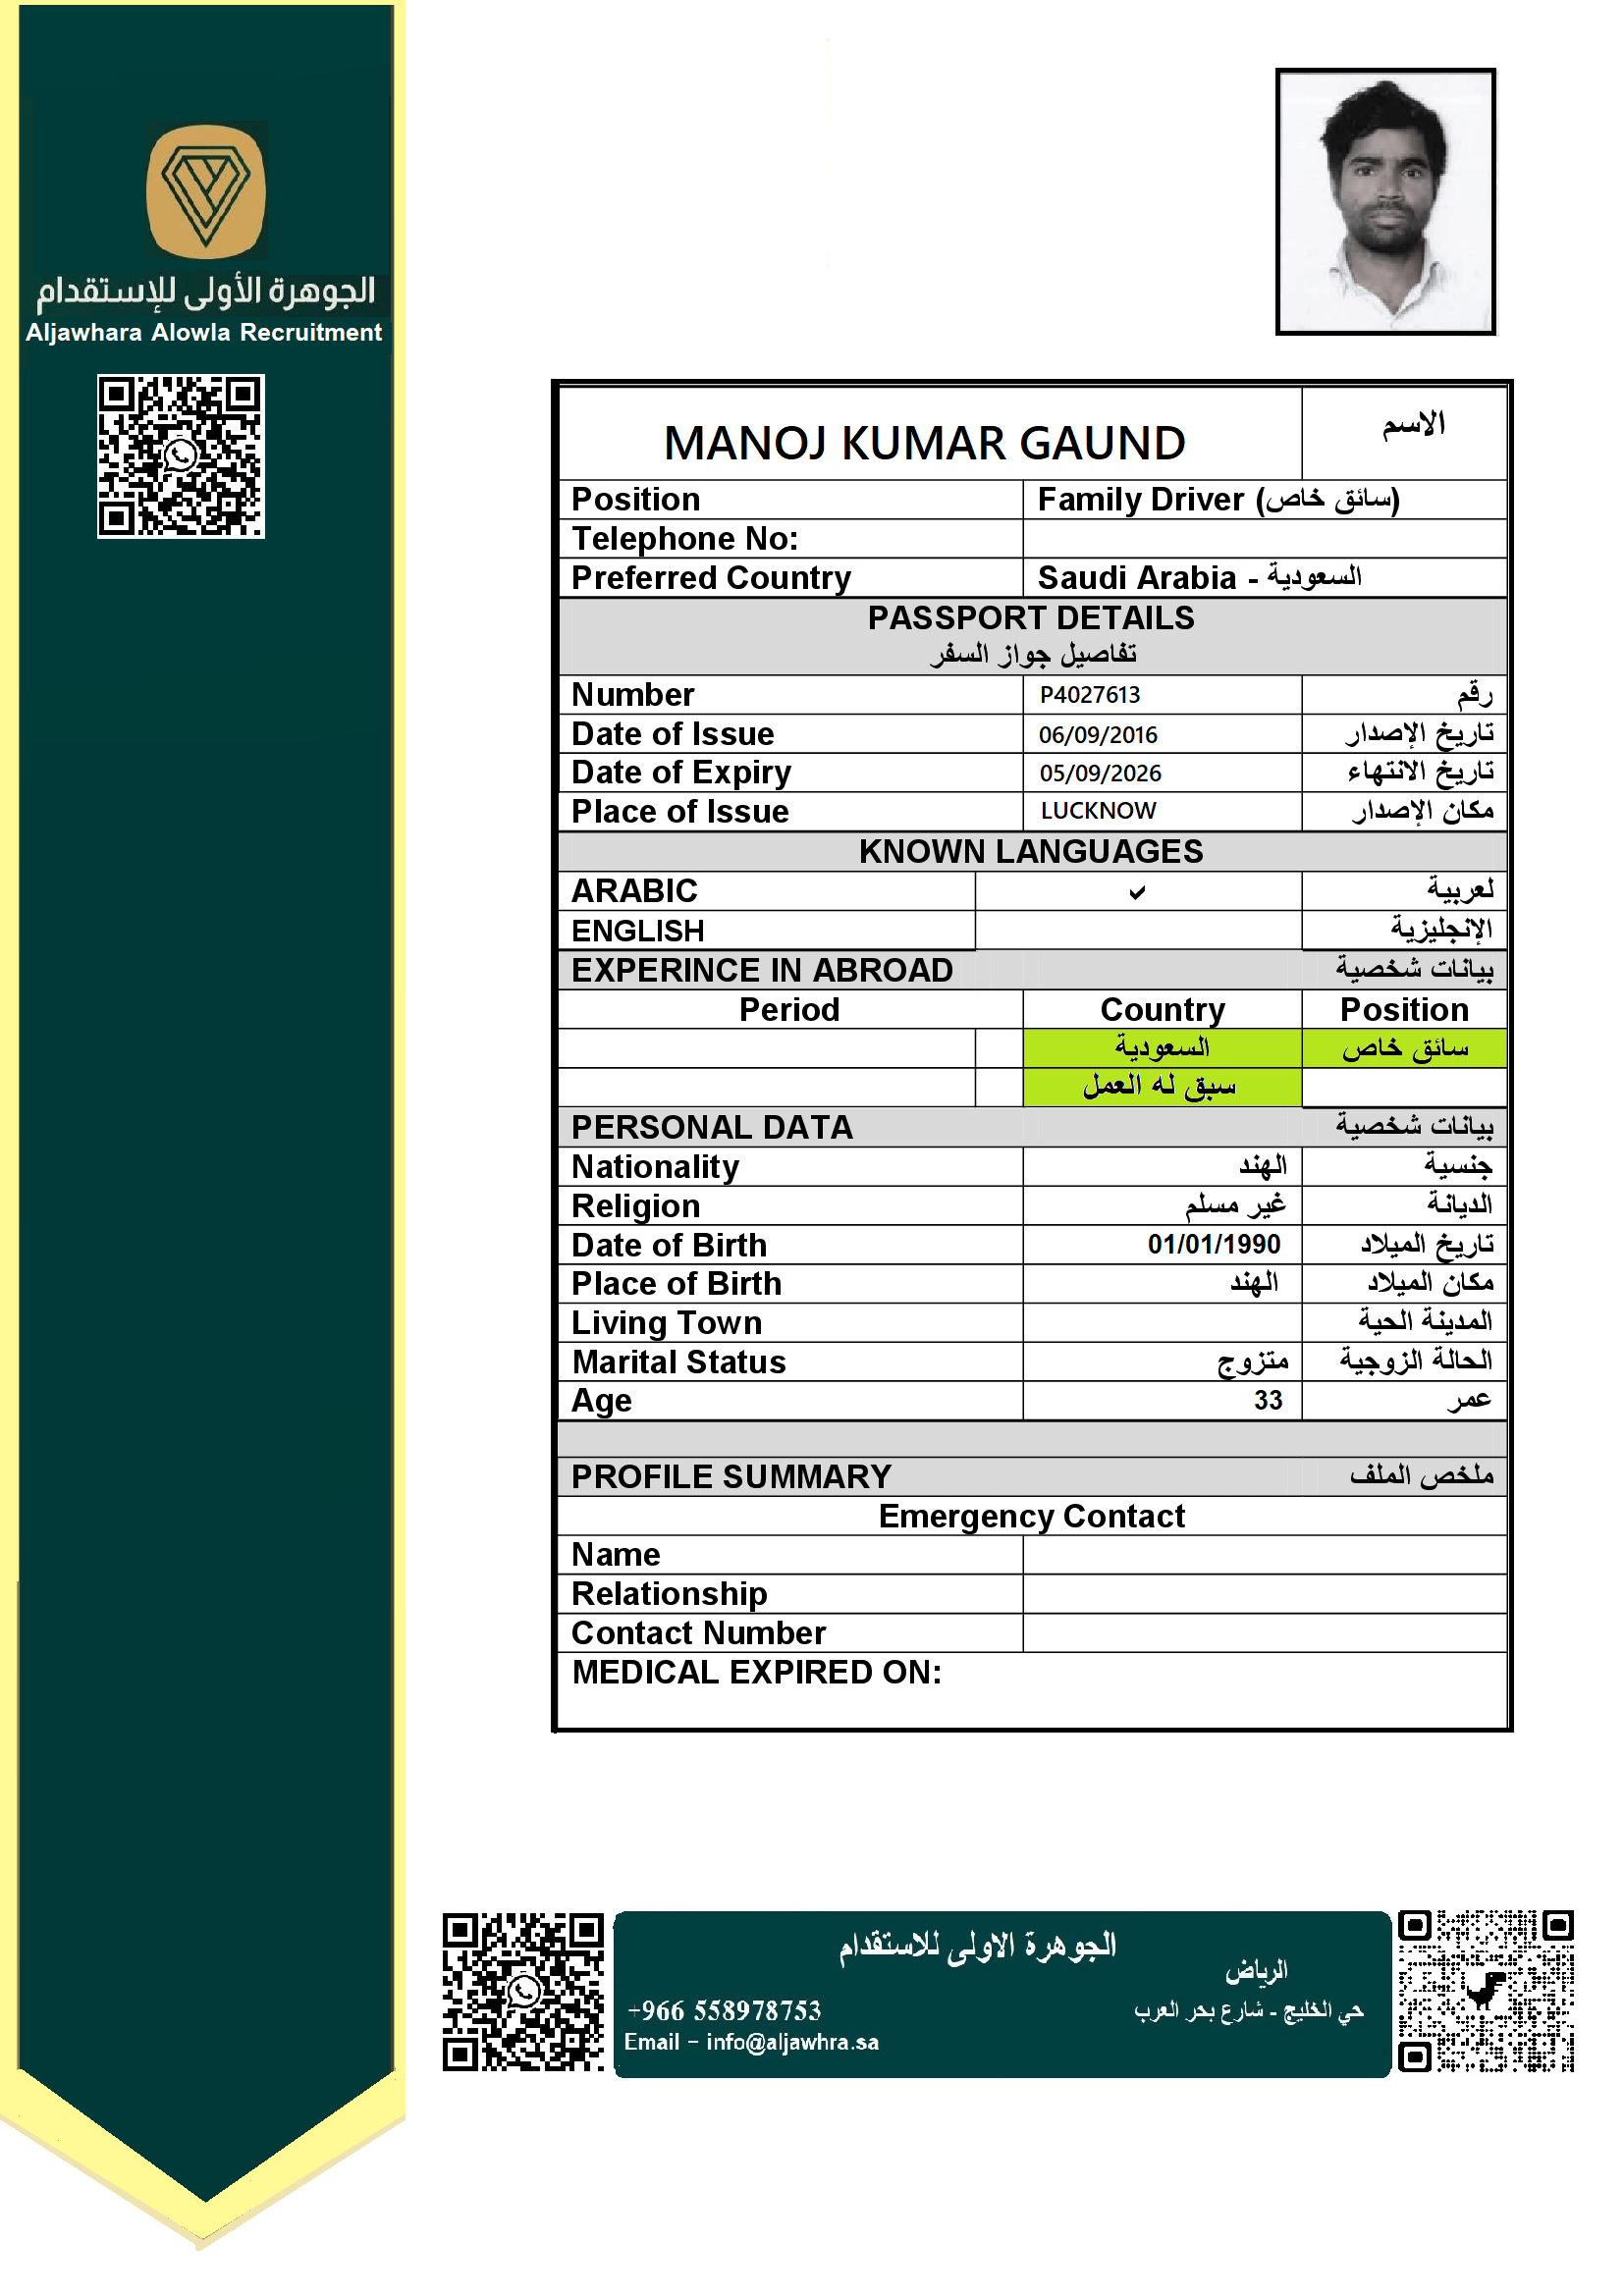 الجوهرة الأولى للإستقدام
Aljawhara Alowla Recruitment
MANOJ KUMAR GAUND الاسم
Position Family Driver (سائق خاص)
Telephone No:
Preferred Country Saudi Arabia - السعودية
PASSPORT DETAILS
تفاصيل جواز السفر
Number P4027613 رقم
Date of Issue 06/09/2016 تاريخ الإصدار
Date of Expiry 05/09/2026 تاريخ الانتهاء
Place of Issue LUCKNOW مكان الإصدار
KNOWN LANGUAGES
ARABIC ✓ لعربية
ENGLISH الإنجليزية
EXPERINCE IN ABROAD بيانات شخصية
Period Country Position
السعودية سائق خاص
سبق له العمل
PERSONAL DATA بيانات شخصية
Nationality الهند جنسية
Religion غير مسلم الديانة
Date of Birth 01/01/1990 تاريخ الميلاد
Place of Birth الهند مكان الميلاد
Living Town المدينة الحية
Marital Status متزوج الحالة الزوجية
Age 33 عمر
PROFILE SUMMARY ملخص الملف
Emergency Contact
Name
Relationship
Contact Number
MEDICAL EXPIRED ON:
الجوهرة الاولى للاستقدام
الرياض
+966 558978753 حي الخليج - شارع بحر العرب
Email - info@aljawhra.sa